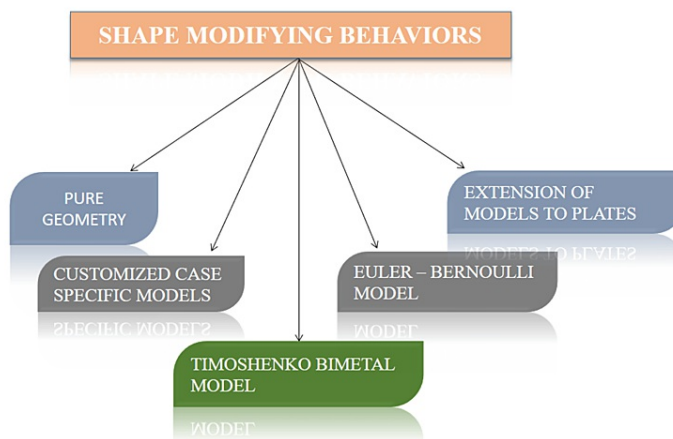 SHAPE MODIFYING BEHAVIORS
PURE
GEOMETRY
EXTENSION OF
MODELS TO PLATES
CUSTOMIZED CASE
SPECIFIC MODELS
EULER – BERNOULLI
MODEL
TIMOSHENKO BIMETAL
MODEL